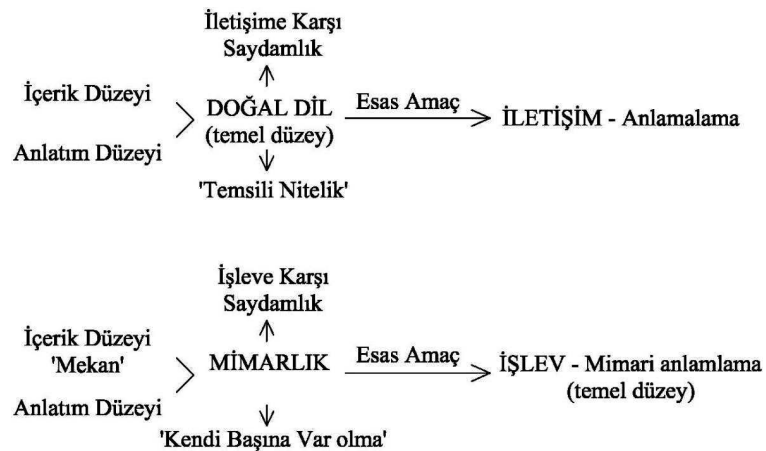 İletişime Karşı
Saydamlık
İçerik Düzeyi
DOĞAL DİL
(temel düzey)
Esas Amaç
İLETİŞİM - Anlamalama
Anlatım Düzeyi
'Temsili Nitelik'
İşleve Karşı
Saydamlık
İçerik Düzeyi
'Mekan'
MİMARLIK
Esas Amaç
İŞLEV - Mimari anlamlama
(temel düzey)
Anlatım Düzeyi
'Kendi Başına Var olma'